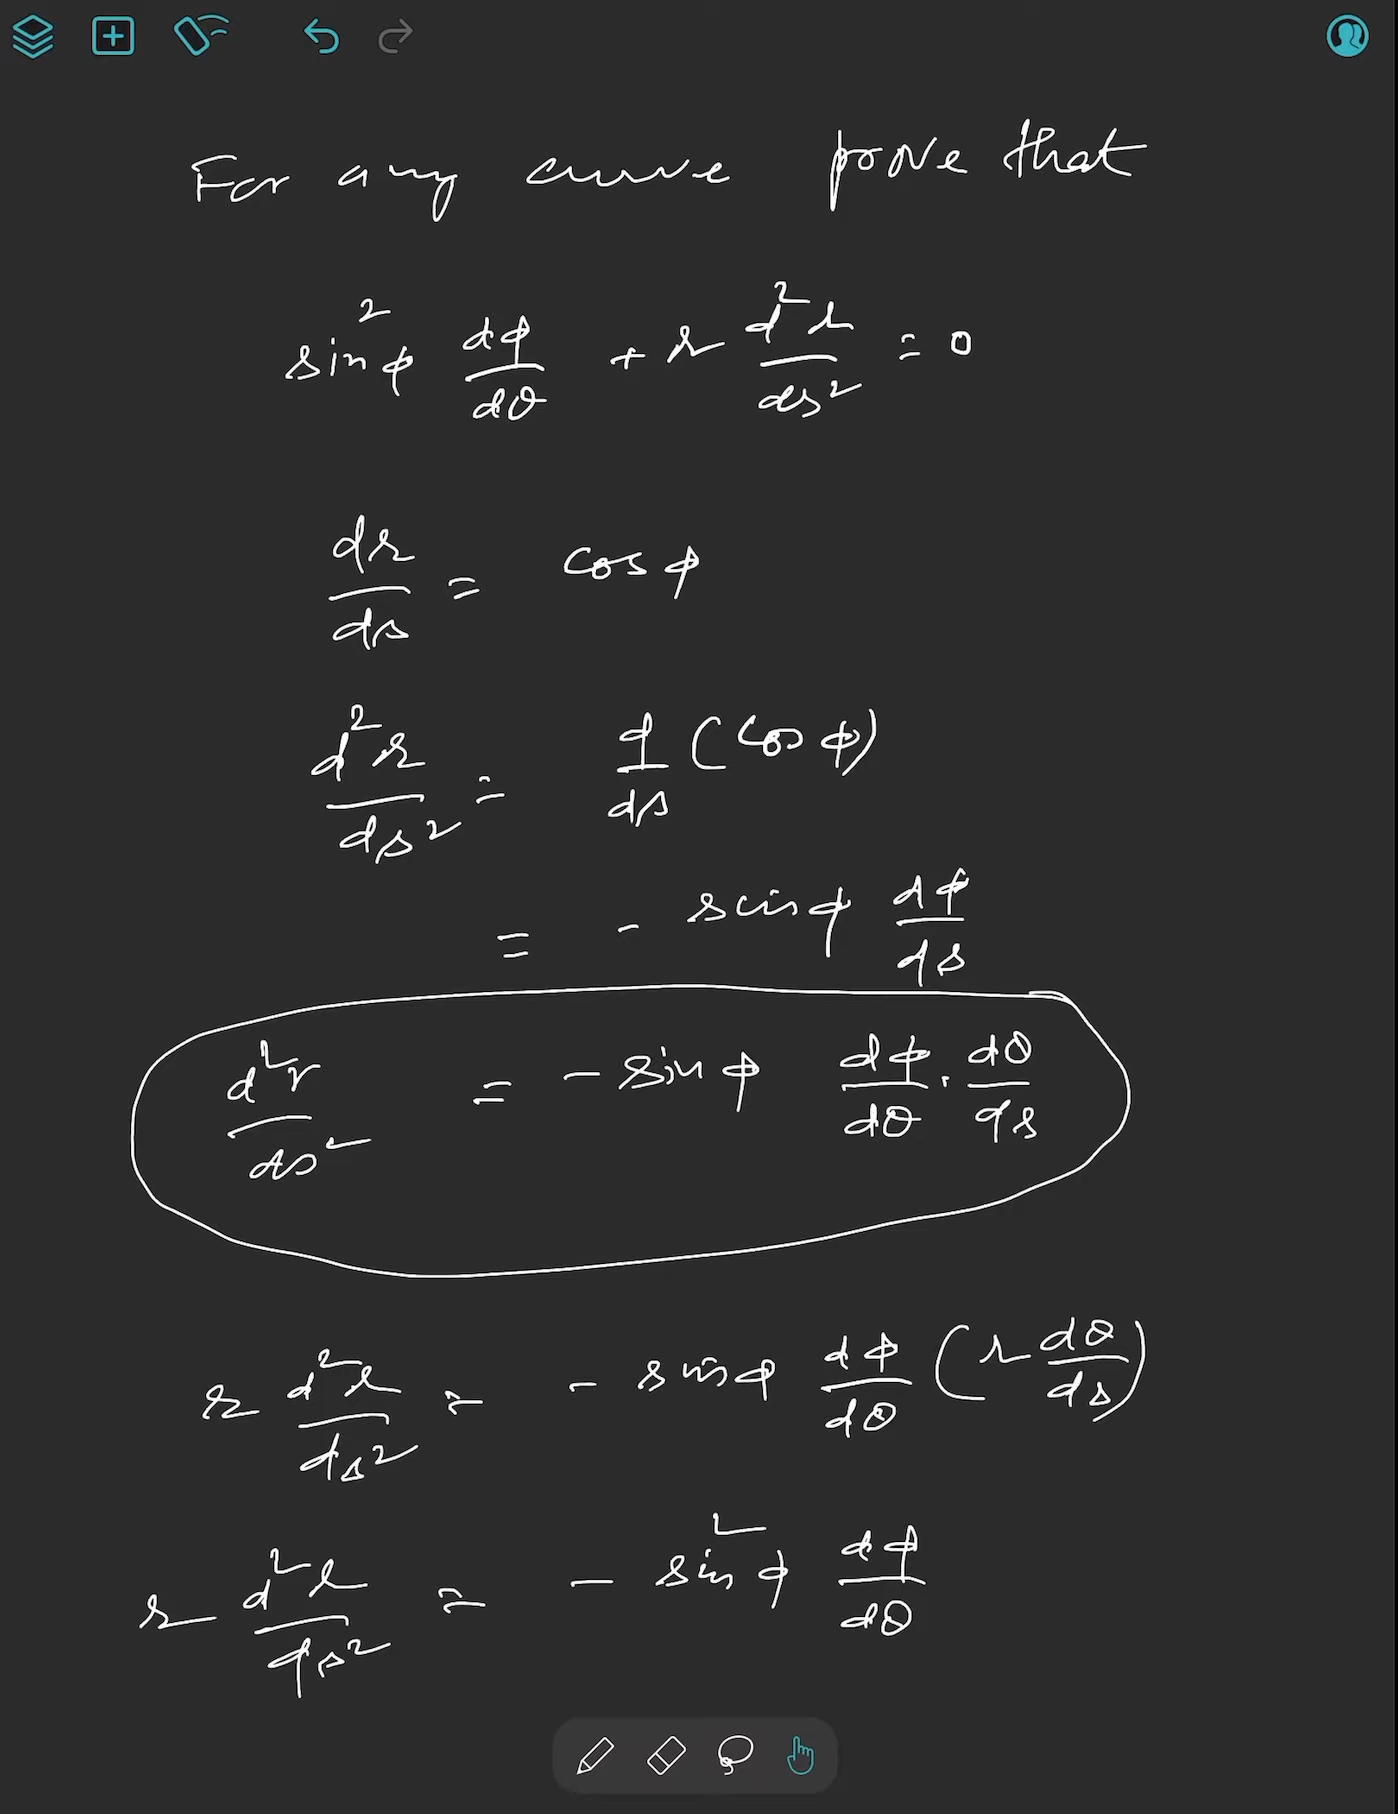 For any curve prove that
sin²φ dφ/dθ + r d²r/ds² = 0
dr/ds = cos φ
d²r/ds² = d/ds (cos φ)
= - sin φ dφ/ds
d²r/ds² = - sin φ dφ/dθ . dθ/ds
r d²r/ds² = - sin φ dφ/dθ (r dθ/ds)
r d²r/ds² = - sin²φ dφ/dθ